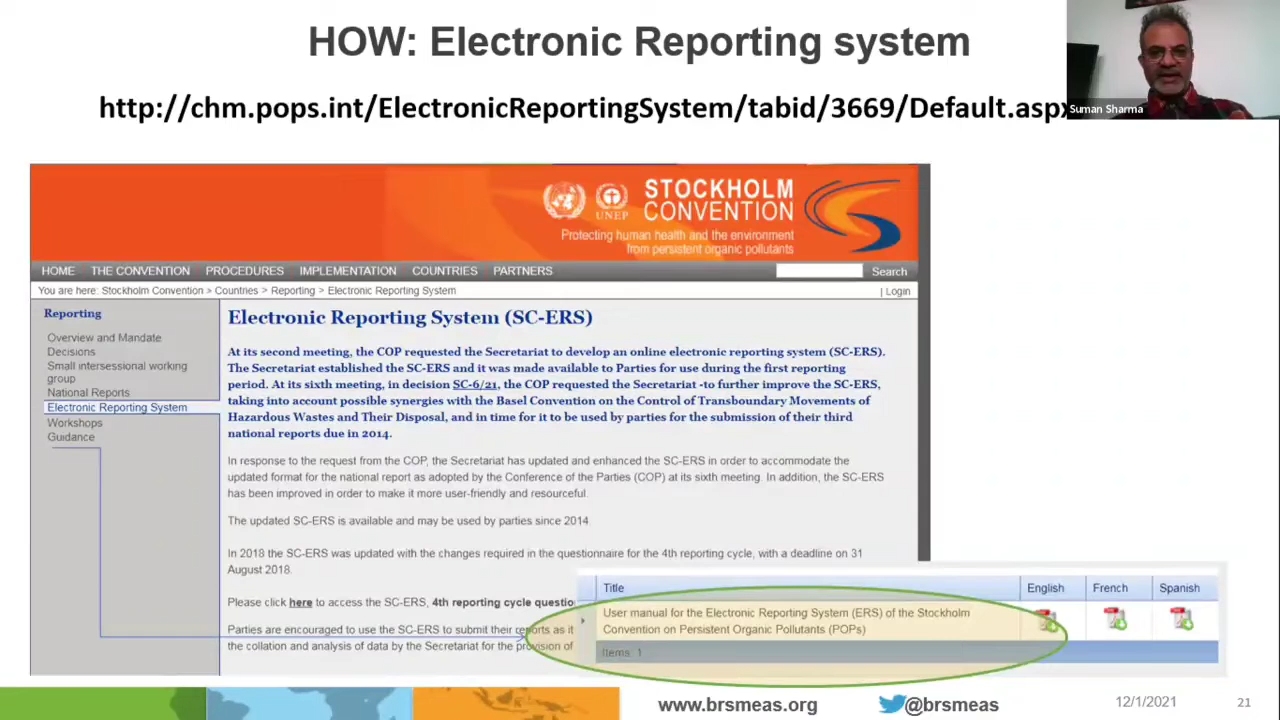 HOW: Electronic Reporting system
http://chm.pops.int/ElectronicReportingSystem/tabid/3669/Default.aspx
Suman Sharma
UNEP
STOCKHOLM
CONVENTION
Protecting human health and the environment
from persistent organic pollutants
HOME THE CONVENTION PROCEDURES IMPLEMENTATION COUNTRIES PARTNERS Search
You are here: Stockholm Convention > Countries > Reporting > Electronic Reporting System | Login
Reporting
Overview and Mandate
Decisions
Small intersessional working
group
National Reports
Electronic Reporting System
Workshops
Guidance
Electronic Reporting System (SC-ERS)
At its second meeting, the COP requested the Secretariat to develop an online electronic reporting system (SC-ERS).
The Secretariat established the SC-ERS and it was made available to Parties for use during the first reporting
period. At its sixth meeting, in decision SC-6/21, the COP requested the Secretariat -to further improve the SC-ERS,
taking into account possible synergies with the Basel Convention on the Control of Transboundary Movements of
Hazardous Wastes and Their Disposal, and in time for it to be used by parties for the submission of their third
national reports due in 2014.
In response to the request from the COP, the Secretariat has updated and enhanced the SC-ERS in order to accommodate the
updated format for the national report as adopted by the Conference of the Parties (COP) at its sixth meeting. In addition, the SC-ERS
has been improved in order to make it more user-friendly and resourceful.
The updated SC-ERS is available and may be used by parties since 2014.
In 2018 the SC-ERS was updated with the changes required in the questionnaire for the 4th reporting cycle, with a deadline on 31
August 2018.
Please click here to access the SC-ERS, 4th reporting cycle questio
Parties are encouraged to use the SC-ERS to submit their reports as it
the collation and analysis of data by the Secretariat for the provision of
Title English French Spanish
User manual for the Electronic Reporting System (ERS) of the Stockholm
Convention on Persistent Organic Pollutants (POPs)
Items: 1
www.brsmeas.org @brsmeas 12/1/2021 21